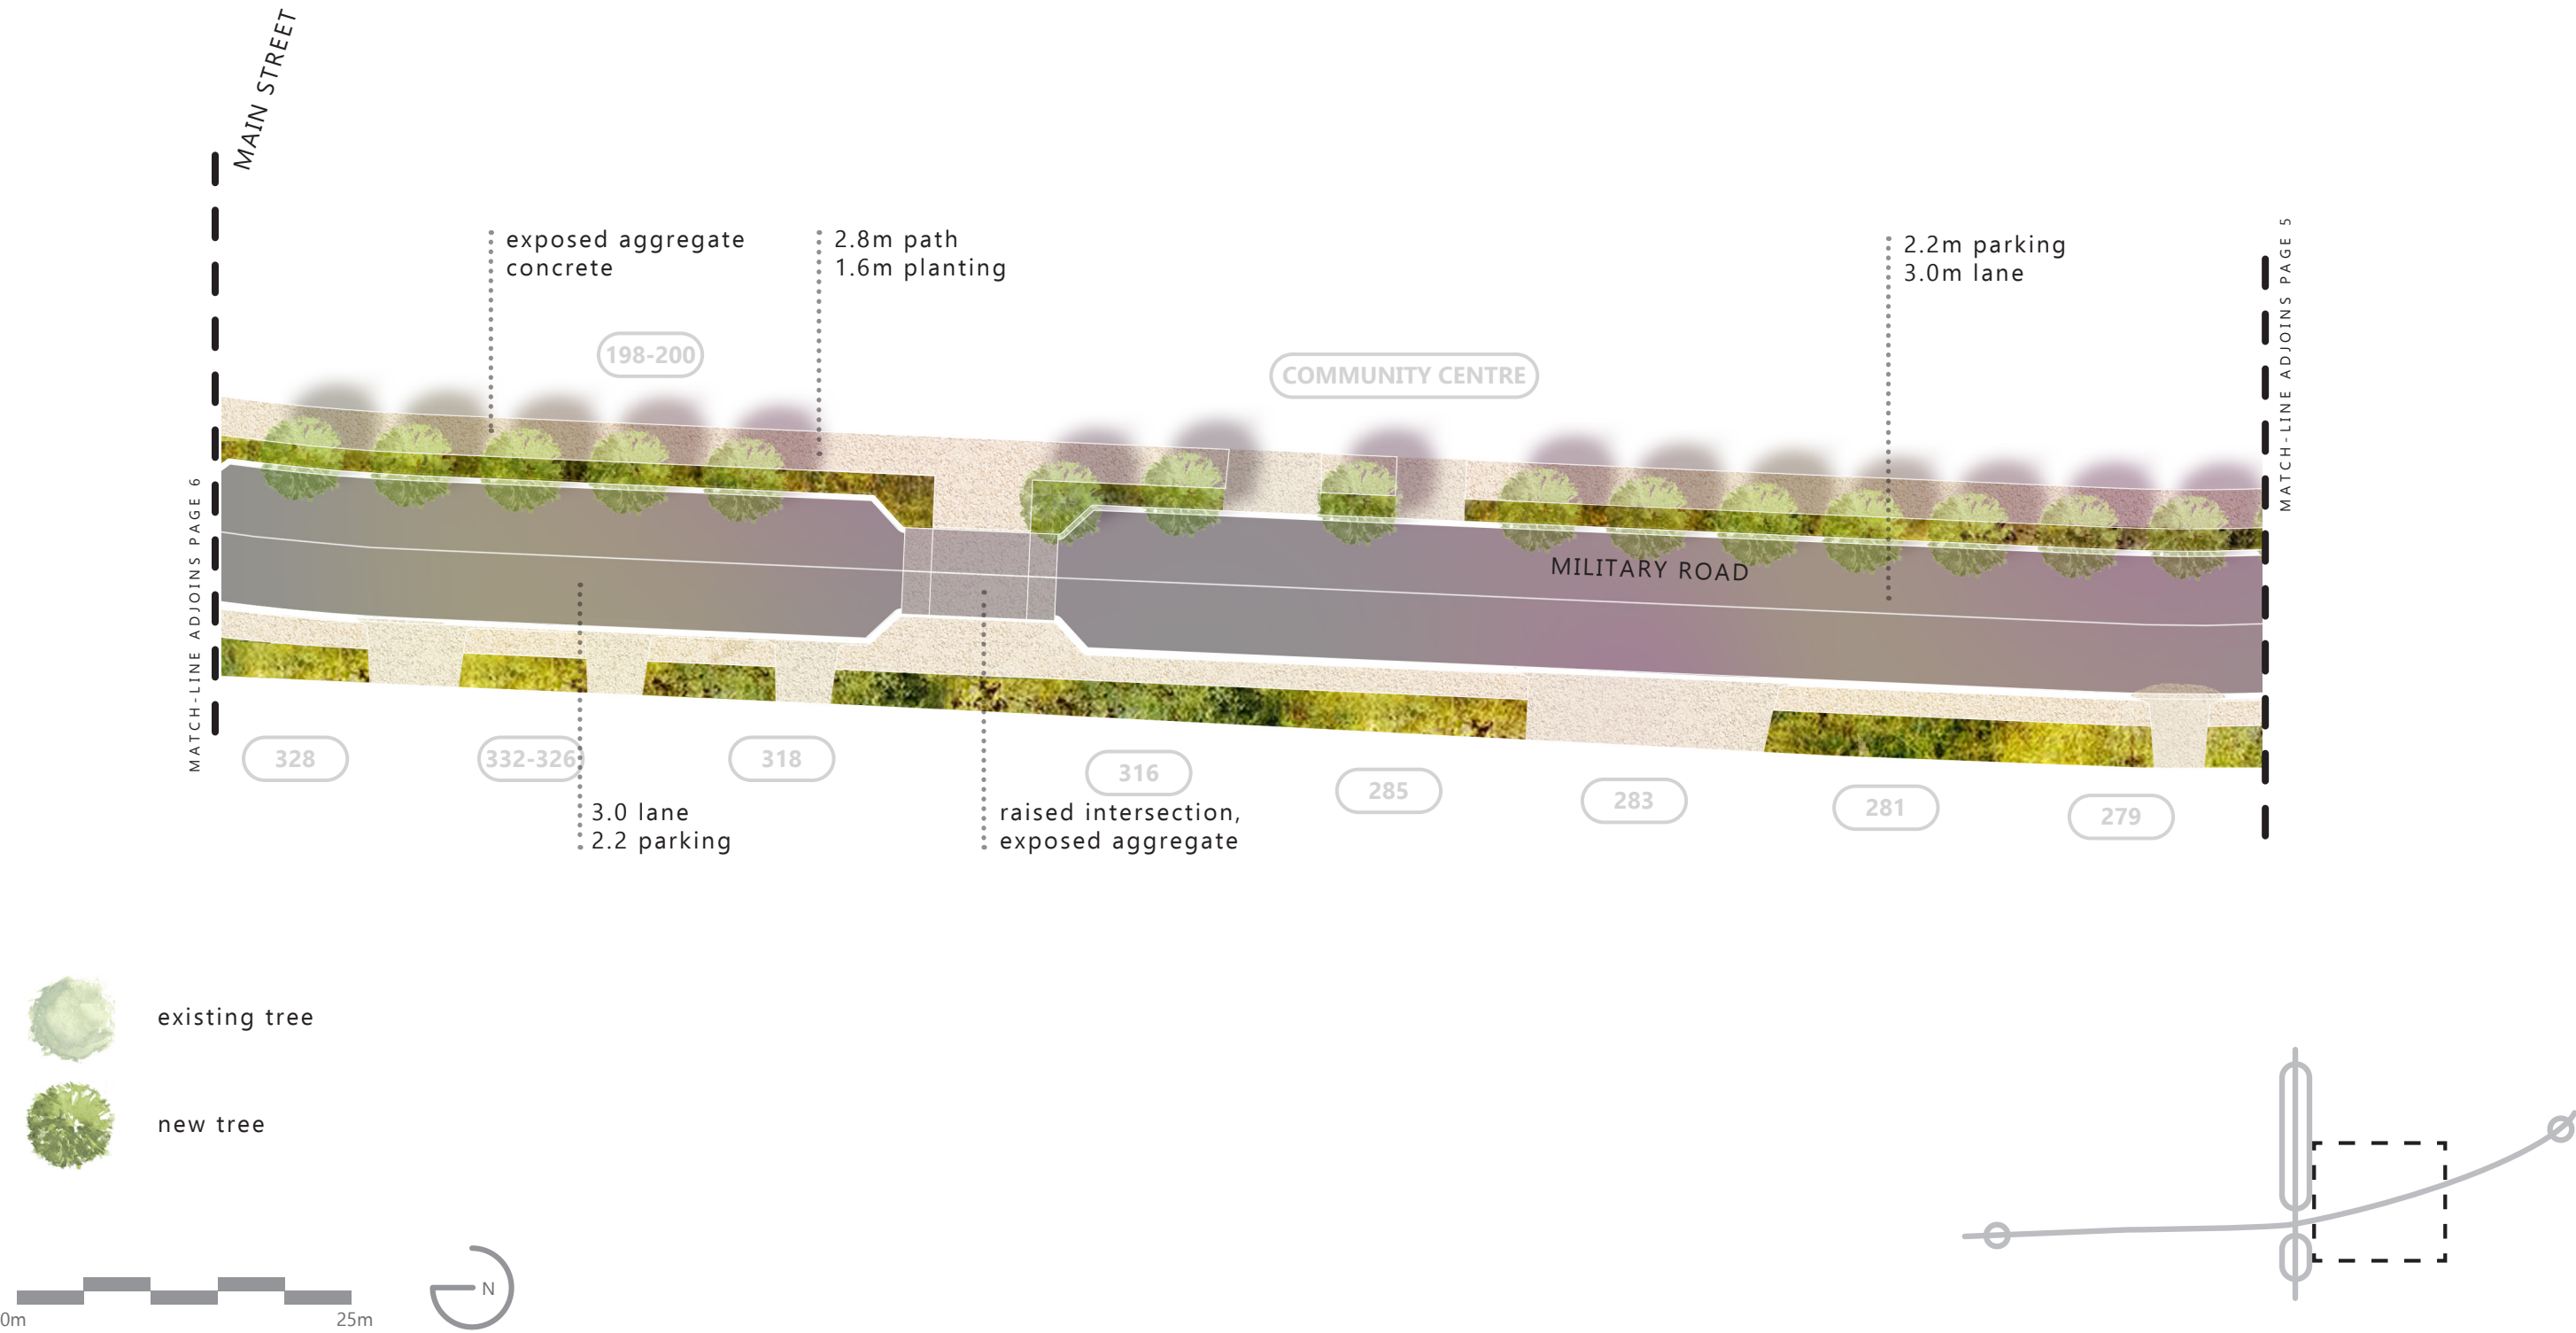 MAIN STREET
exposed aggregate
concrete
2.8m path
1.6m planting
2.2m parking
3.0m lane
198-200
COMMUNITY CENTRE
MATCH-LINE ADJOINS PAGE 5
MATCH-LINE ADJOINS PAGE 6
MILITARY ROAD
328
332-326
318
316
285
283
281
279
3.0 lane
2.2 parking
raised intersection,
exposed aggregate
existing tree
new tree
0m
25m
N